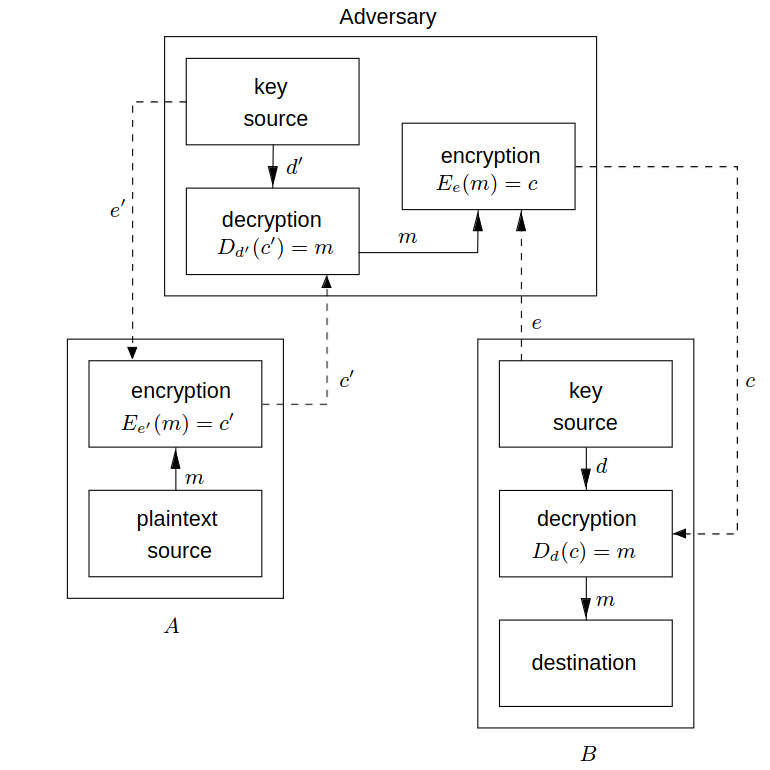 Adversary
key
source
d′
e′
decryption
D_{d′}(c′) = m
m
encryption
E_e(m) = c
e
c
c′
encryption
E_{e′}(m) = c′
m
plaintext
source
A
key
source
d
decryption
D_d(c) = m
m
destination
B